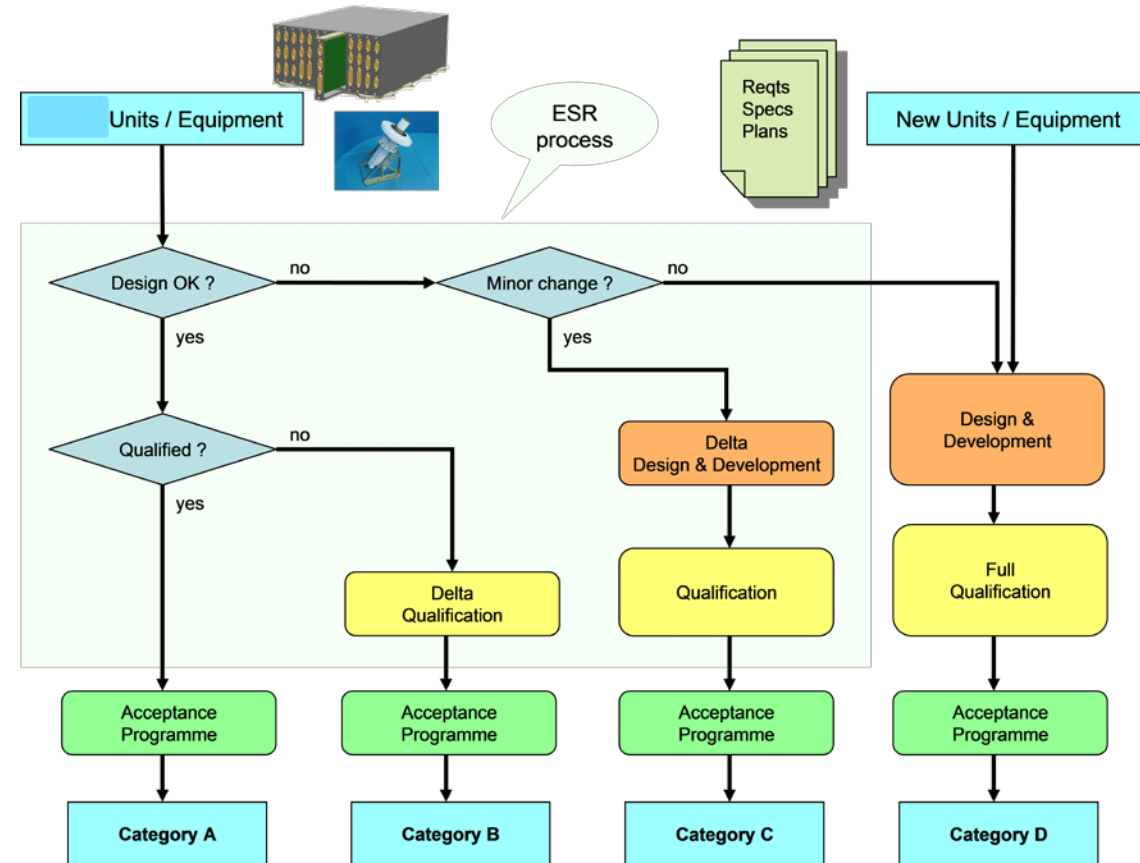 Units / Equipment
ESR
process
Reqts
Specs
Plans
New Units / Equipment
Design OK ?
no
Minor change ?
no
yes
yes
Qualified ?
no
yes
Delta
Design & Development
Design &
Development
Delta
Qualification
Qualification
Full
Qualification
Acceptance
Programme
Acceptance
Programme
Acceptance
Programme
Acceptance
Programme
Category A
Category B
Category C
Category D